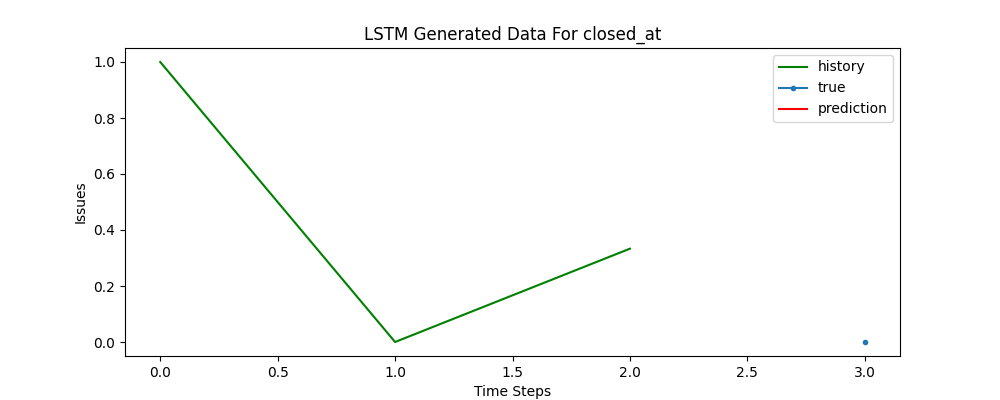 LSTM Generated Data For closed_at
history
true
prediction
1.0
0.8
0.6
0.4
0.2
0.0
Issues
0.0 0.5 1.0 1.5 2.0 2.5 3.0
Time Steps